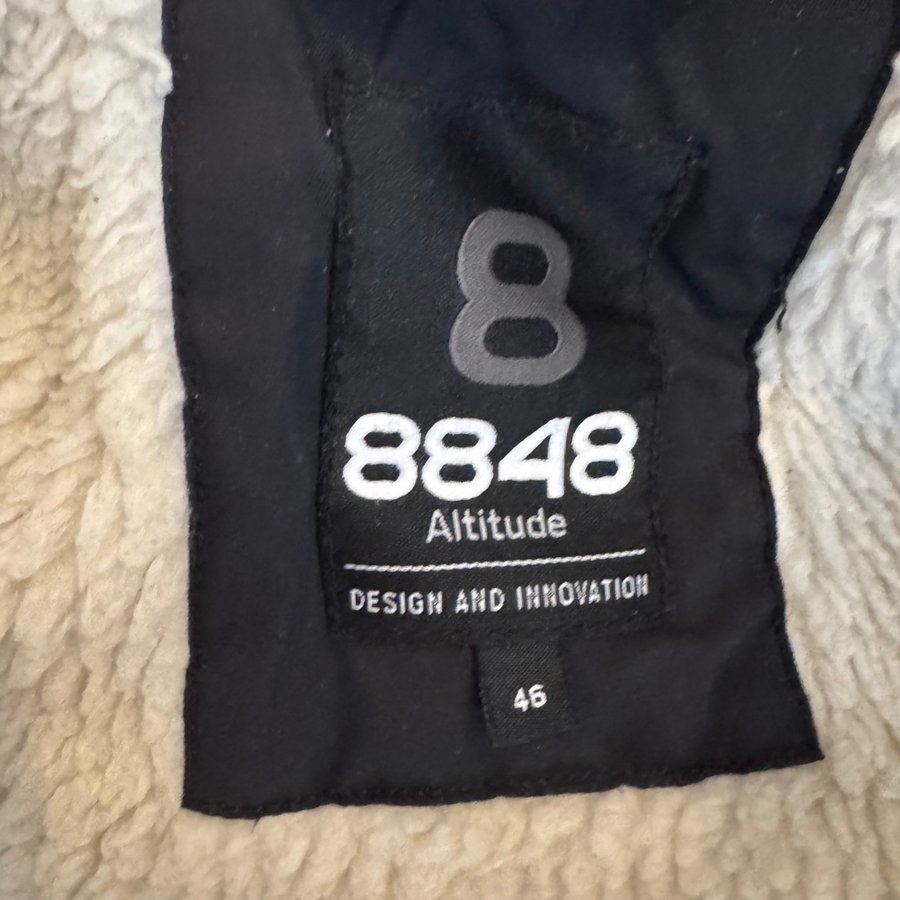 8
8848
Altitude
DESIGN AND INNOVATION
46